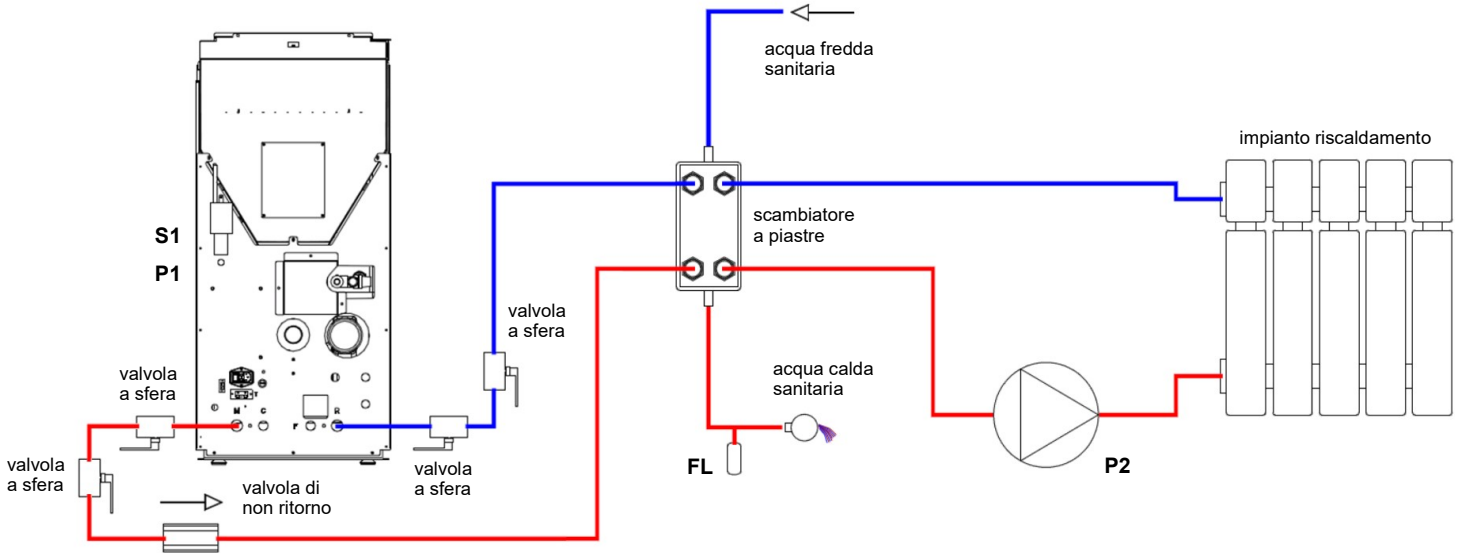 acqua fredda
sanitaria
impianto riscaldamento
scambiatore
a piastre
S1
P1
valvola
a sfera
valvola
a sfera
acqua calda
sanitaria
T
M
C
F
R
valvola
a sfera
valvola
a sfera
FL
P2
valvola di
non ritorno